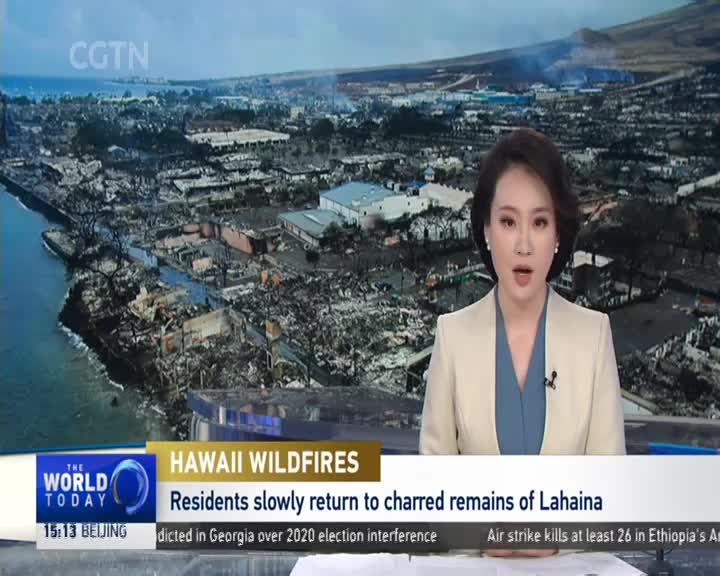 CGTN
HAWAII WILDFIRES
THE
WORLD
TODAY
Residents slowly return to charred remains of Lahaina
15:13 BEIJING
dicted in Georgia over 2020 election interference
Air strike kills at least 26 in Ethiopia's